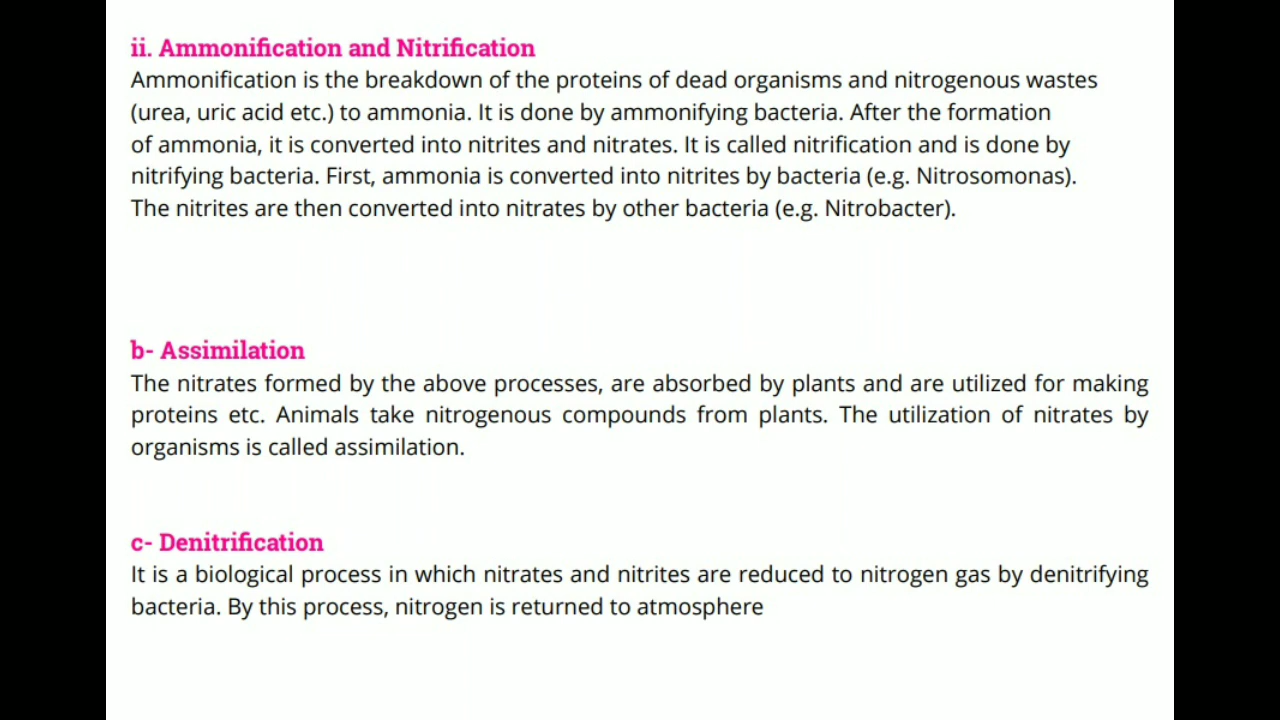 ii. Ammonification and Nitrification
Ammonification is the breakdown of the proteins of dead organisms and nitrogenous wastes
(urea, uric acid etc.) to ammonia. It is done by ammonifying bacteria. After the formation
of ammonia, it is converted into nitrites and nitrates. It is called nitrification and is done by
nitrifying bacteria. First, ammonia is converted into nitrites by bacteria (e.g. Nitrosomonas).
The nitrites are then converted into nitrates by other bacteria (e.g. Nitrobacter).
b- Assimilation
The nitrates formed by the above processes, are absorbed by plants and are utilized for making
proteins etc. Animals take nitrogenous compounds from plants. The utilization of nitrates by
organisms is called assimilation.
c- Denitrification
It is a biological process in which nitrates and nitrites are reduced to nitrogen gas by denitrifying
bacteria. By this process, nitrogen is returned to atmosphere